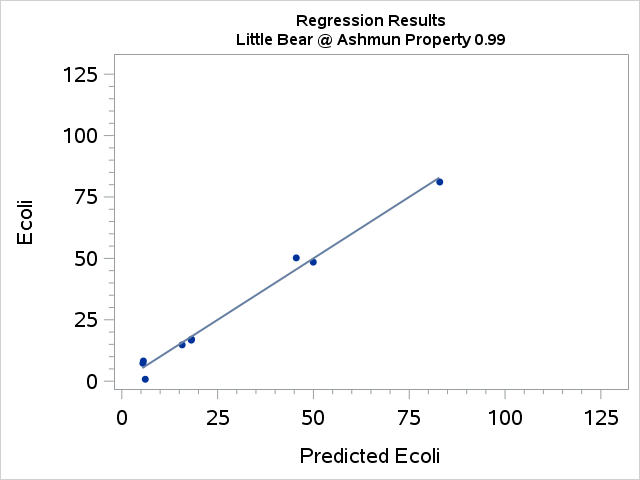 Regression Results
Little Bear @ Ashmun Property 0.99
125
100
75
50
25
0
Ecoli
0 25 50 75 100 125
Predicted Ecoli